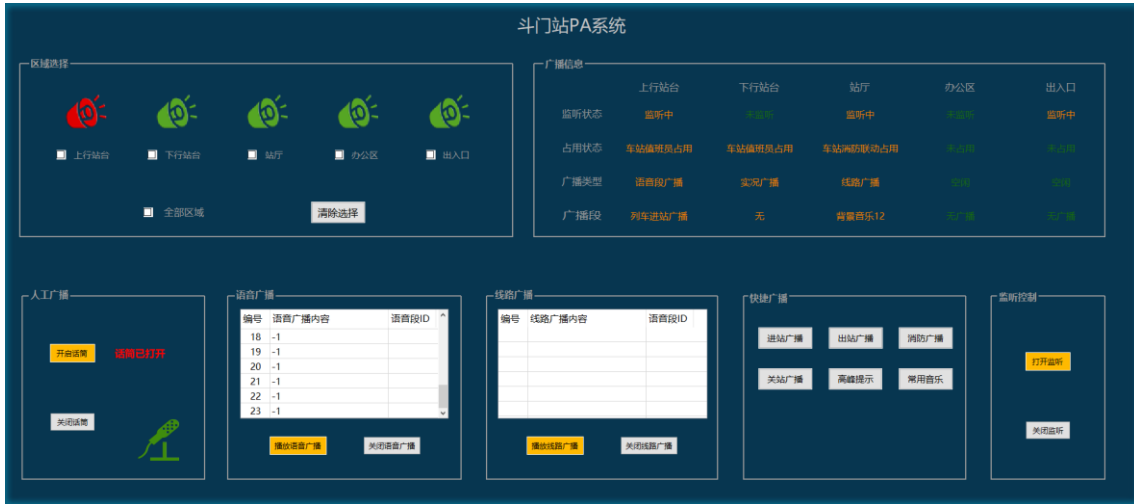 斗门站PA系统
区域选择
上行站台 下行站台 站厅 办公区 出入口
全部区域 清除选择
广播信息
上行站台 下行站台 站厅 办公区 出入口
监听状态 监听中 未监听 监听中 未监听 监听中
占用状态 车站值班员占用 车站值班员占用 车站消防联动占用 未占用 未占用
广播类型 语音段广播 实况广播 线路广播 空闲 空闲
广播段 列车进站广播 无 背景音乐12 无广播 无广播
人工广播
开启话筒 话筒已打开
关闭话筒
语音广播
编号 语音广播内容 语音段ID
18 -1
19 -1
20 -1
21 -1
22 -1
23 -1
播放语音广播 关闭语音广播
线路广播
编号 线路广播内容 语音段ID
播放线路广播 关闭线路广播
快捷广播
进站广播 出站广播 消防广播
关站广播 高峰提示 常用音乐
监听控制
打开监听
关闭监听